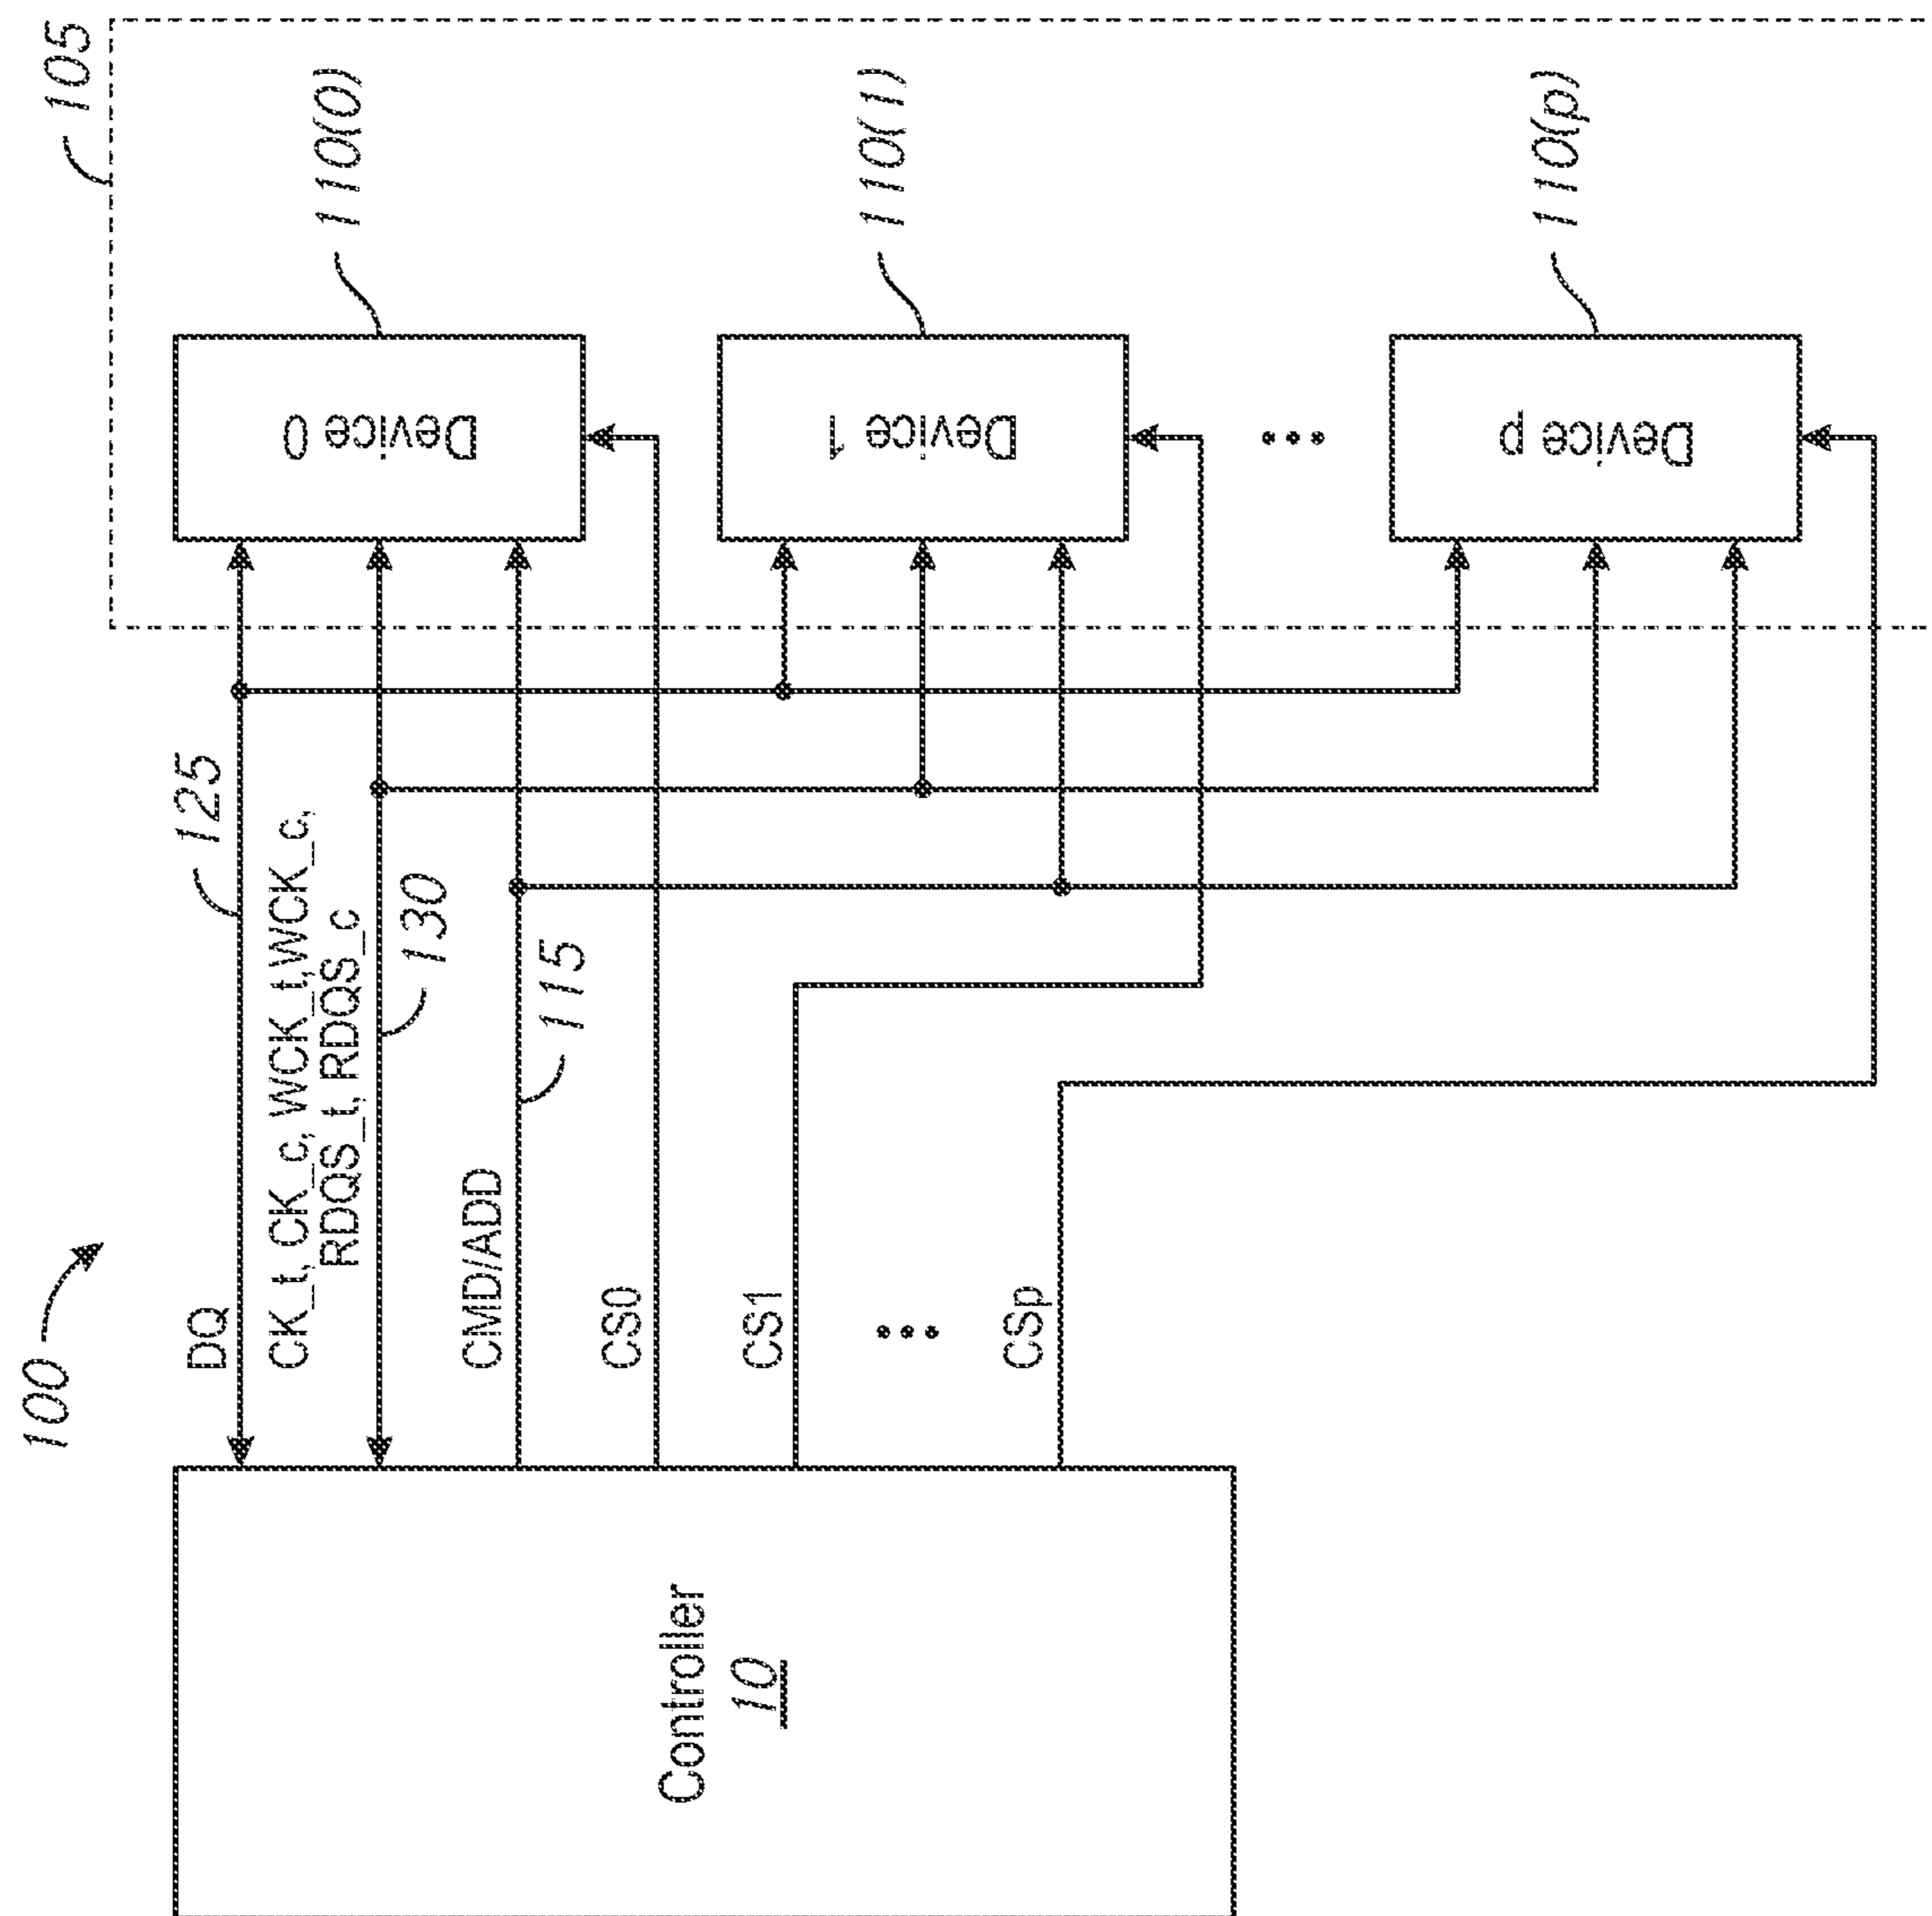 100
105
DQ
125
CK_t, CK_c, WCK_t,WCK_c,
RDQS_t, RDQS_c
130
CMD/ADD
115
CS0
CS1
CSp
Controller
10
Device 0
110(0)
Device 1
110(1)
Device p
110(p)